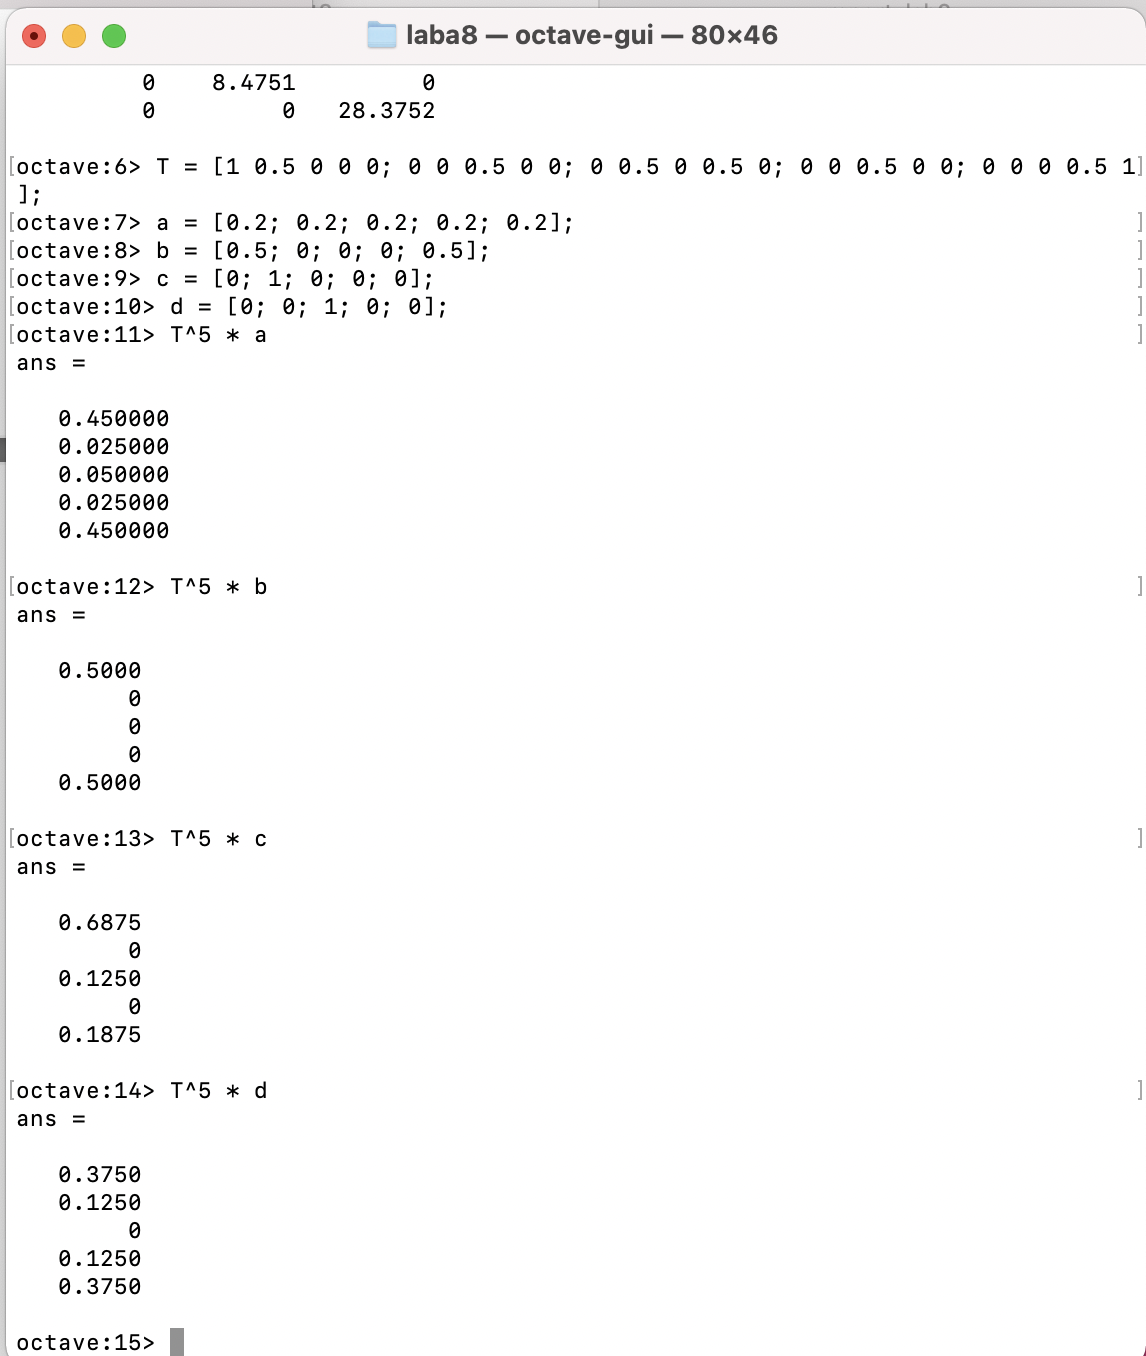 laba8 — octave-gui — 80×46
0 8.4751 0
0 0 28.3752
[octave:6> T = [1 0.5 0 0 0; 0 0 0.5 0 0; 0 0.5 0 0.5 0; 0 0 0.5 0 0; 0 0 0 0.5 1]
];
[octave:7> a = [0.2; 0.2; 0.2; 0.2; 0.2]; ]
[octave:8> b = [0.5; 0; 0; 0; 0.5]; ]
[octave:9> c = [0; 1; 0; 0; 0]; ]
[octave:10> d = [0; 0; 1; 0; 0]; ]
[octave:11> T^5 * a ]
ans =
0.450000
0.025000
0.050000
0.025000
0.450000
[octave:12> T^5 * b ]
ans =
0.5000
0
0
0
0.5000
[octave:13> T^5 * c ]
ans =
0.6875
0
0.1250
0
0.1875
[octave:14> T^5 * d ]
ans =
0.3750
0.1250
0
0.1250
0.3750
octave:15>